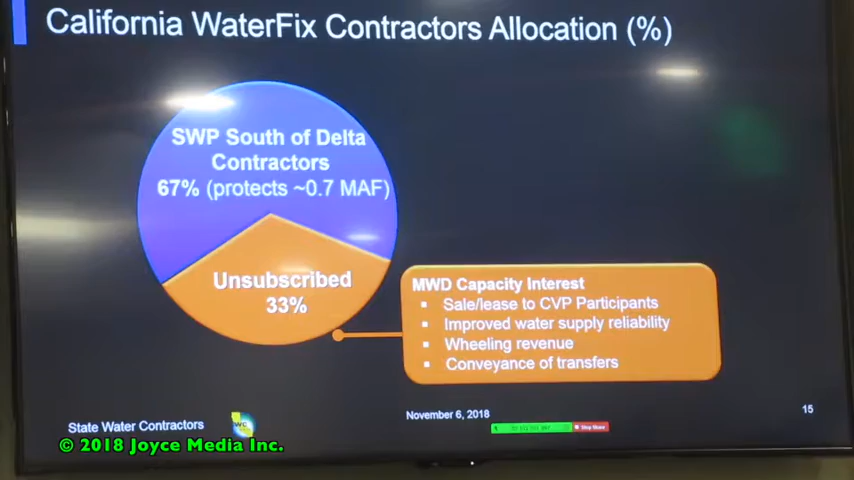 California WaterFix Contractors Allocation (%)
SWP South of Delta
Contractors
67% (protects ~0.7 MAF)
Unsubscribed
33%
MWD Capacity Interest
Sale/lease to CVP Participants
Improved water supply reliability
Wheeling revenue
Conveyance of transfers
State Water Contractors
November 6, 2018
15
Stop Share
© 2018 Joyce Media Inc.